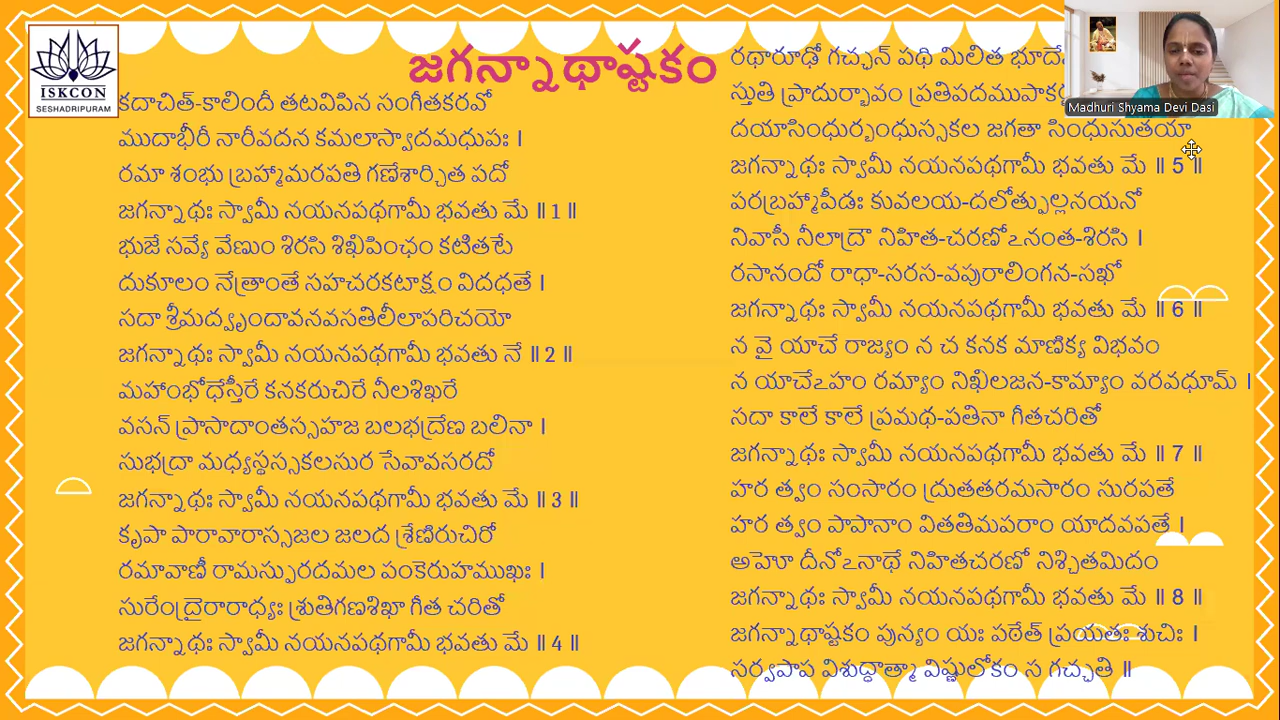 ISKCON
SESHADRIPURAM
జగన్నాథాష్టకం
కదాచిత్-కాలిందీ తటవిపిన సంగీతకరవో
ముదాభీరీ నారీవదన కమలాస్వాదమధుపః ।
రమా శంభు బ్రహ్మామరపతి గణేశార్చిత పదో
జగన్నాథః స్వామీ నయనపథగామీ భవతు మే ॥ 1 ॥
భుజే సవ్యే వేణుం శిరసి శిఖిపింఛం కటితటే
దుకూలం నేత్రాంతే సహచరకటాక్షం విదధతే ।
సదా శ్రీమద్వృందావనవసతిలీలాపరిచయో
జగన్నాథః స్వామీ నయనపథగామీ భవతు నే ॥ 2 ॥
మహాంభోధేస్తీరే కనకరుచిరే నీలశిఖరే
వసన్ ప్రాసాదాంతస్సహజ బలభద్రేణ బలినా ।
సుభద్రా మధ్యస్థస్సకలసుర సేవావసరదో
జగన్నాథః స్వామీ నయనపథగామీ భవతు మే ॥ 3 ॥
కృపా పారావారాస్సజల జలద శ్రేణిరుచిరో
రమావాణీ రామస్ఫురదమల పంకెరుహముఖః ।
సురేంద్రైరారాధ్యః శ్రుతిగణశిఖా గీత చరితో
జగన్నాథః స్వామీ నయనపథగామీ భవతు మే ॥ 4 ॥
రథారూఢో గచ్ఛన్ పథి మిలిత
స్తుతి ప్రాదుర్భావం
దయాసింధుర్బంధుస్సకల జగతా సింధుసుతయా
జగన్నాథః స్వామీ నయనపథగామీ భవతు మే ॥ 5 ॥
పరబ్రహ్మాపీడః కువలయ-దలోత్ఫుల్లనయనో
నివాసీ నీలాద్రౌ నిహిత-చరణోఽనంత-శిరసి ।
రసానందో రాధా-సరస-వపురాలింగన-సఖో
జగన్నాథః స్వామీ నయనపథగామీ భవతు మే ॥ 6 ॥
న వై యాచే రాజ్యం న చ కనక మాణిక్య విభవం
న యాచేఽహం రమ్యాం నిఖిలజన-కామ్యాం వరవధూమ్ ।
సదా కాలే కాలే ప్రమథ-పతినా గీతచరితో
జగన్నాథః స్వామీ నయనపథగామీ భవతు మే ॥ 7 ॥
హర త్వం సంసారం ద్రుతతరమసారం సురపతే
హర త్వం పాపానాం వితతిమపరాం యాదవపతే ।
అహెూ దీనోఽనాథే నిహితచరణో నిశ్చితమిదం
జగన్నాథః స్వామీ నయనపథగామీ భవతు మే ॥ 8 ॥
జగన్నాథాష్టకం పున్యం యః పఠేత్ ప్రయతః శుచిః ।
సర్వపాప విశుద్ధాత్మా విష్ణులోకం స గచ్ఛతి ॥
Madhuri Shyama Devi Dasi